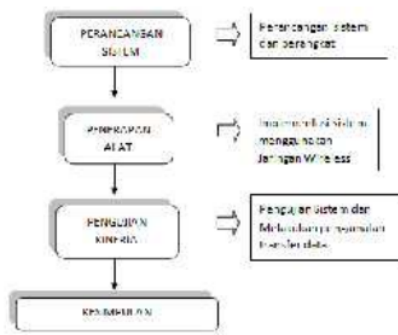 PERANCANGAN
SISTEM
Perancangan sistem
dan perangkat
PENERAPAN
ALAT
Implementasi sistem
menggunakan
Jaringan Wireless
PENGUJIAN
KINERJA
Pengujian Sistem dan
Melakukan pengamatan
transfer data
KESIMPULAN